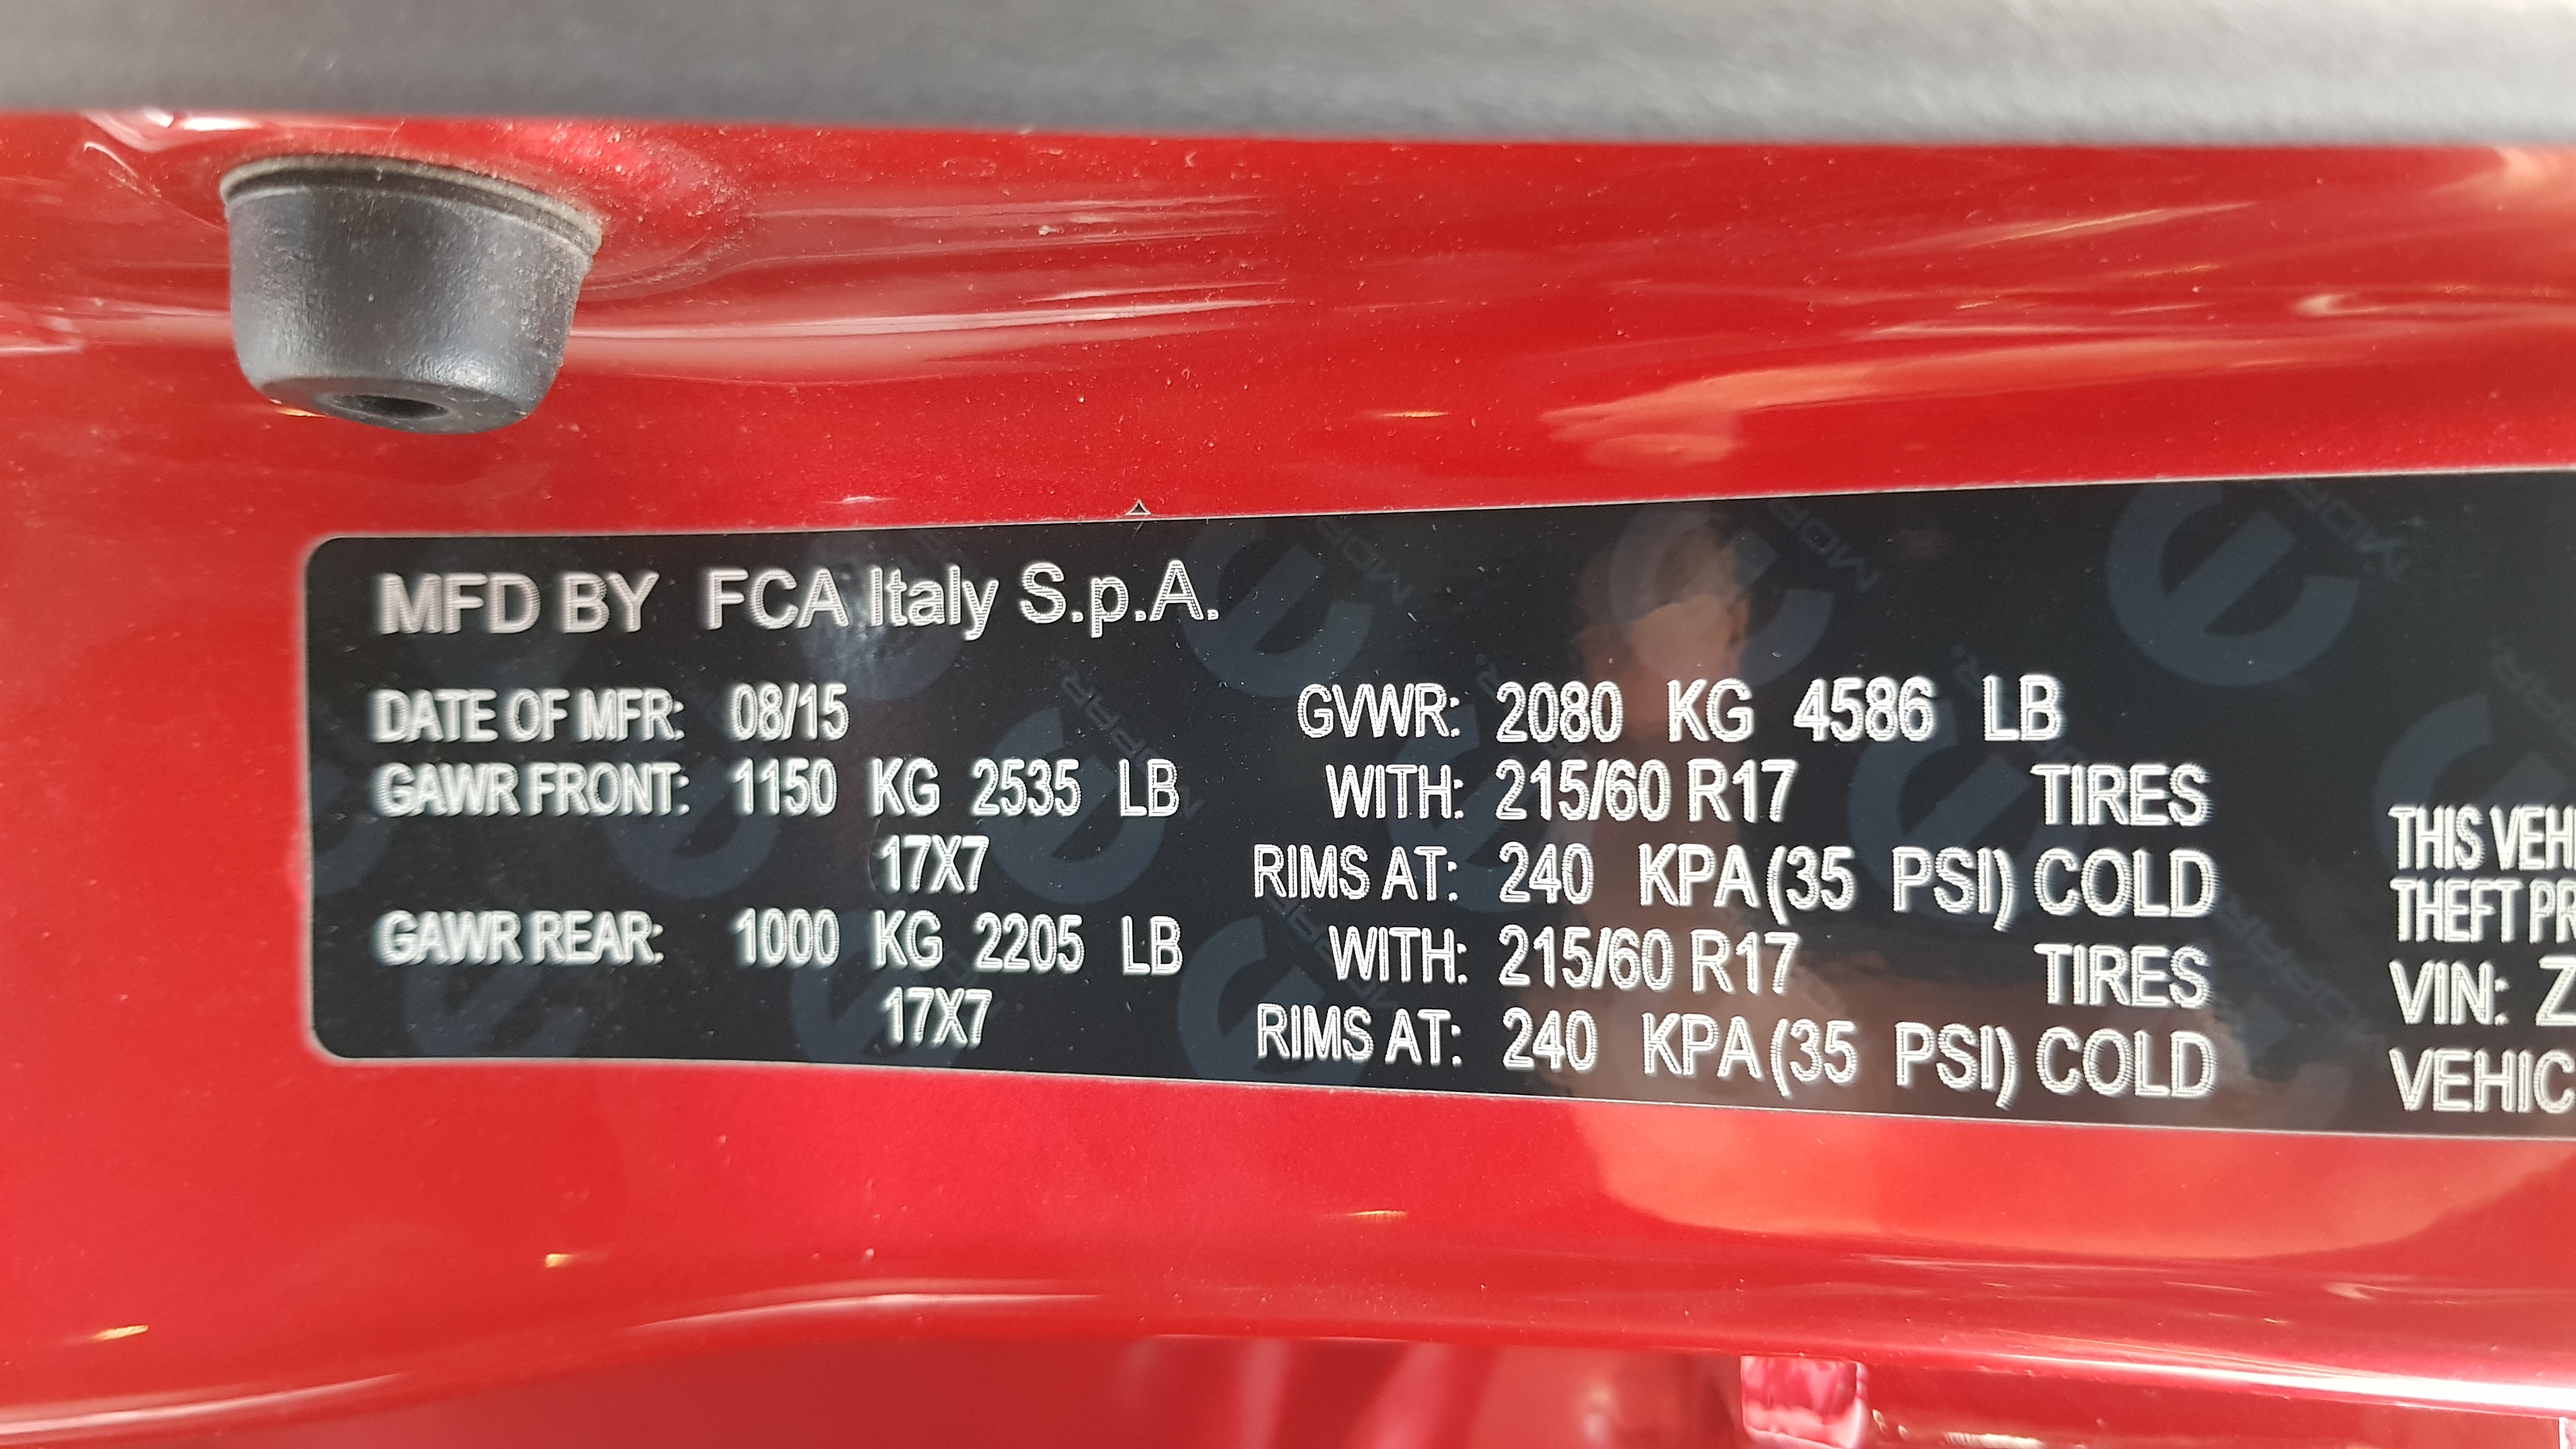 MFD BY FCA Italy S.p.A.
DATE OF MFR: 08/15 GVWR: 2080 KG 4586 LB
GAWR FRONT: 1150 KG 2535 LB WITH: 215/60 R17 TIRES
17X7 RIMS AT: 240 KPA (35 PSI) COLD
GAWR REAR: 1000 KG 2205 LB WITH: 215/60 R17 TIRES
17X7 RIMS AT: 240 KPA (35 PSI) COLD
THIS VEH
THEFT PR
VIN: Z
VEHIC